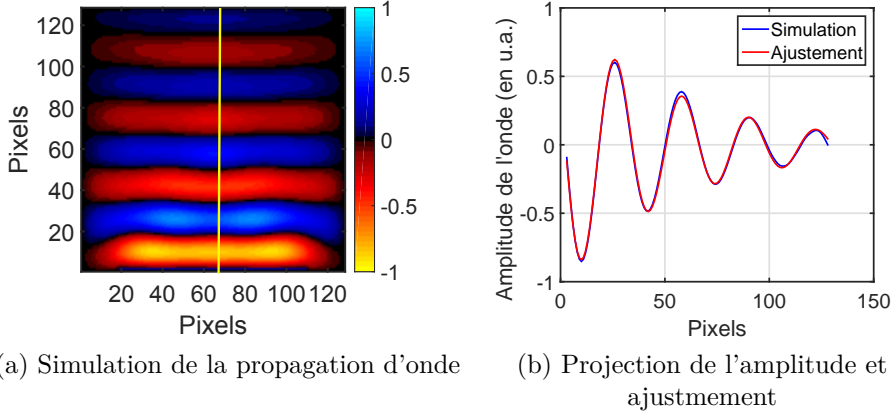 120
100
80
60
40
20
Pixels
20 40 60 80 100 120
Pixels
1
0.5
0
-0.5
-1
Amplitude de l'onde (en u.a.)
1
0.5
0
-0.5
-1
0 50 100 150
Pixels
Simulation
Ajustement
a) Simulation de la propagation d'onde
(b) Projection de l'amplitude et
ajustmement